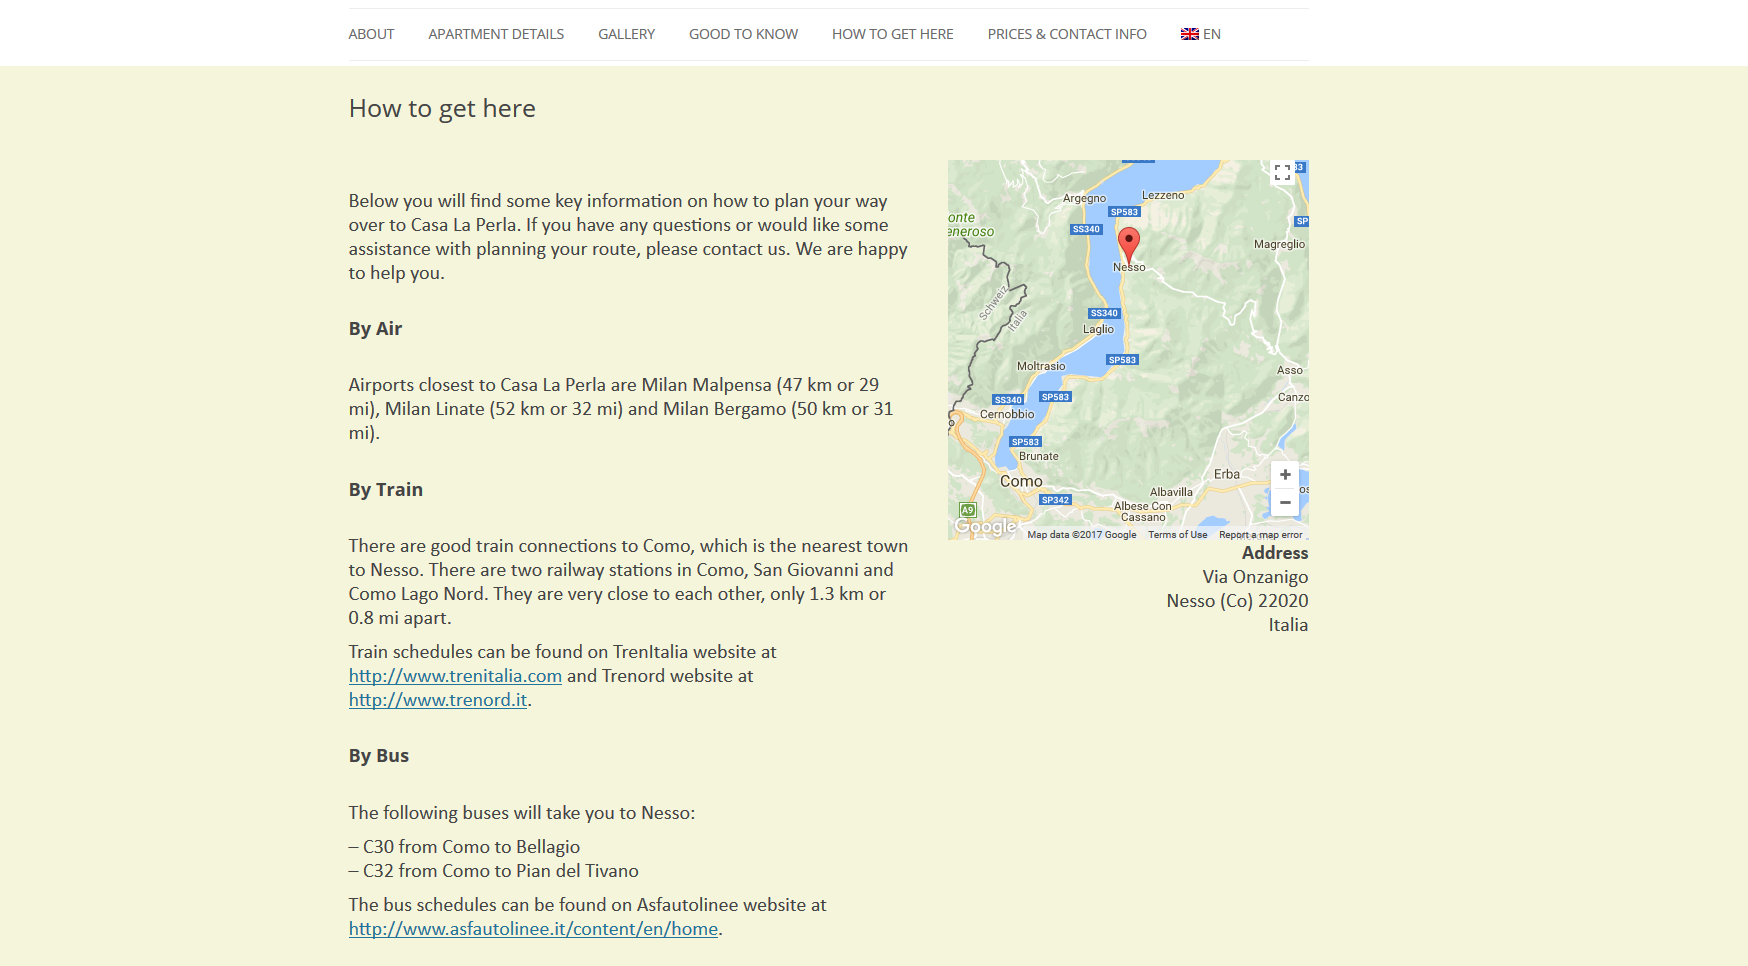 ABOUT APARTMENT DETAILS GALLERY GOOD TO KNOW HOW TO GET HERE PRICES & CONTACT INFO EN
How to get here
Below you will find some key information on how to plan your way
over to Casa La Perla. If you have any questions or would like some
assistance with planning your route, please contact us. We are happy
to help you.
By Air
Airports closest to Casa La Perla are Milan Malpensa (47 km or 29
mi), Milan Linate (52 km or 32 mi) and Milan Bergamo (50 km or 31
mi).
By Train
There are good train connections to Como, which is the nearest town
to Nesso. There are two railway stations in Como, San Giovanni and
Como Lago Nord. They are very close to each other, only 1.3 km or
0.8 mi apart.
Train schedules can be found on TrenItalia website at
http://www.trenitalia.com and Trenord website at
http://www.trenord.it.
By Bus
The following buses will take you to Nesso:
– C30 from Como to Bellagio
– C32 from Como to Pian del Tivano
The bus schedules can be found on Asfautolinee website at
http://www.asfautolinee.it/content/en/home.
Argegno
Lezzeno
SP583
onte
eneroso
SS340
SP
Magreglio
Nesso
Schweiz
Italia
SS340
Laglio
SP583
Moltrasio
Asso
SS340
SP583
Canzo
Cernobbio
SP583
Brunate
Erba
+
Como
Albavilla
SP342
Albese Con
Cassano
−
A9
Google
Map data ©2017 Google Terms of Use Report a map error
Address
Via Onzanigo
Nesso (Co) 22020
Italia